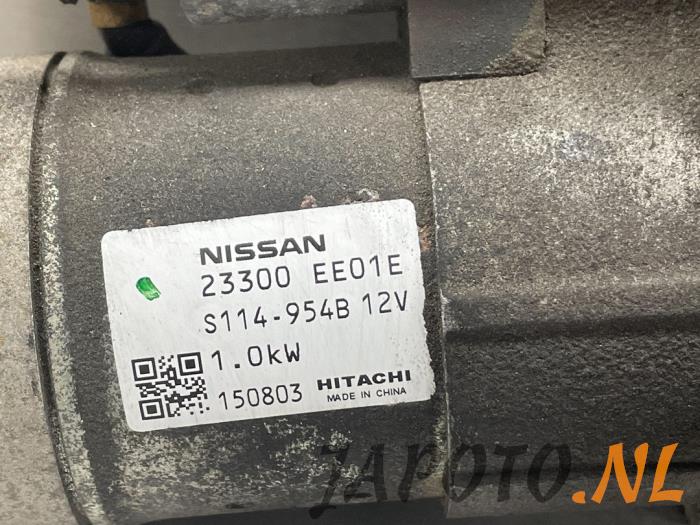 NISSAN
23300 EE01E
S114-954B 12V
1.0kW
150803 HITACHI
MADE IN CHINA
JAPOTO.NL